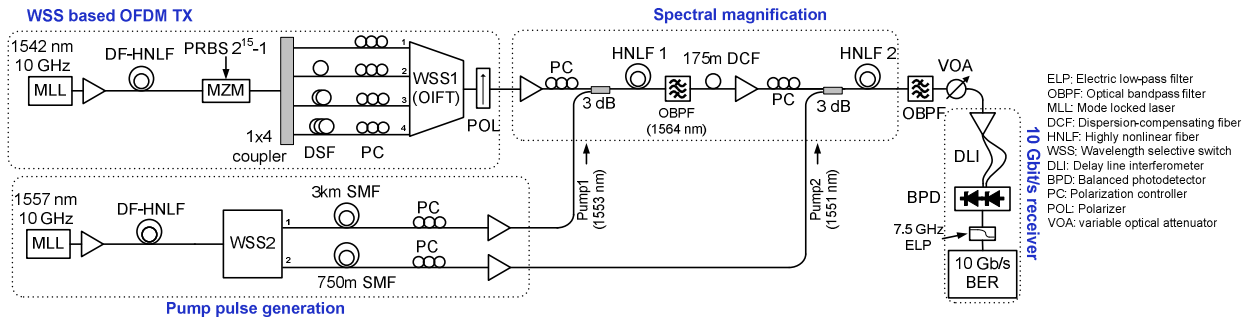 WSS based OFDM TX
1542 nm
10 GHz
MLL
DF-HNLF
PRBS 2^15-1
MZM
1x4
coupler
DSF
PC
1
2
3
4
WSS1
(OIFT)
POL
Spectral magnification
PC
3 dB
HNLF 1
OBPF
(1564 nm)
175m DCF
PC
3 dB
HNLF 2
OBPF
VOA
Pump1
(1553 nm)
Pump2
(1551 nm)
1557 nm
10 GHz
MLL
DF-HNLF
WSS2
1
2
3km SMF
PC
750m SMF
PC
Pump pulse generation
DLI
BPD
7.5 GHz
ELP
10 Gb/s
BER
10 Gbit/s receiver
ELP: Electric low-pass filter
OBPF: Optical bandpass filter
MLL: Mode locked laser
DCF: Dispersion-compensating fiber
HNLF: Highly nonlinear fiber
WSS; Wavelength selective switch
DLI: Delay line interferometer
BPD: Balanced photodetector
PC: Polarization controller
POL: Polarizer
VOA: variable optical attenuator